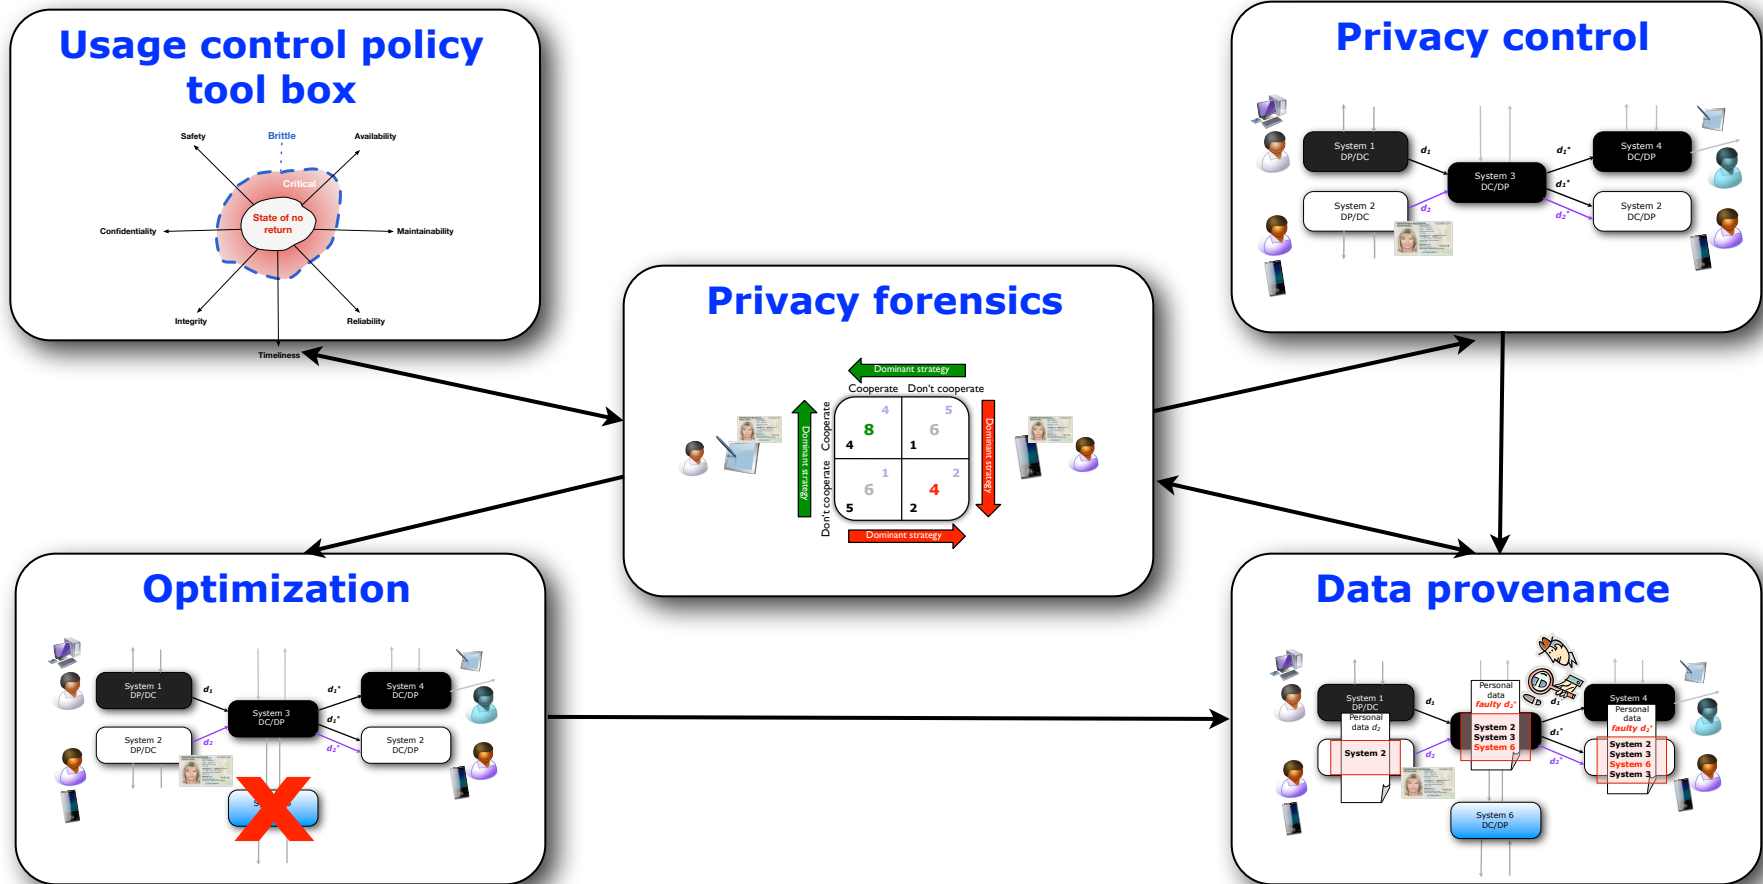 Usage control policy
tool box
Safety
Brittle
Availability
Critical
State of no
return
Confidentiality
Maintainability
Integrity
Reliability
Timeliness
Privacy control
System 1
DP/DC
d₁
System 3
DC/DP
d₁*
System 4
DC/DP
d₁*
System 2
DP/DC
d₂
d₂*
System 2
DC/DP
Privacy forensics
Dominant strategy
Cooperate Don't cooperate
Dominant strategy
Cooperate
Don't cooperate
4
8
4
5
6
1
1
6
5
2
4
2
Dominant strategy
Dominant strategy
Optimization
System 1
DP/DC
d₁
System 3
DC/DP
d₁*
System 4
DC/DP
d₁*
System 2
DP/DC
d₂
d₂*
System 2
DC/DP
Data provenance
System 1
DP/DC
d₁
Personal
data d₂
System 2
d₂
Personal
data
faulty d₂*
System 2
System 3
System 6
d₁*
d₁*
d₂*
System 4
Personal
data
faulty d₂*
System 2
System 3
System 6
System 3
System 6
DC/DP